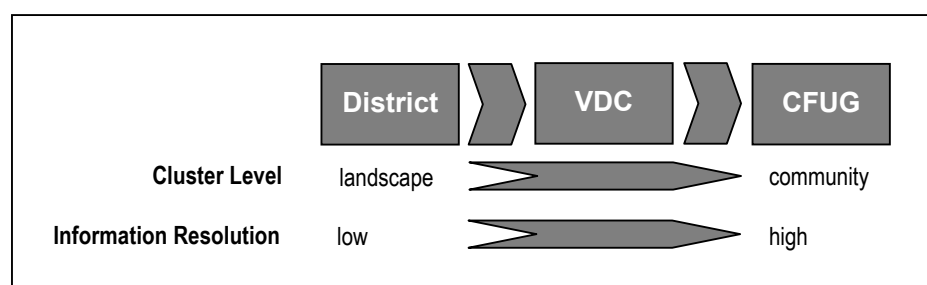 District VDC CFUG
Cluster Level landscape community
Information Resolution low high